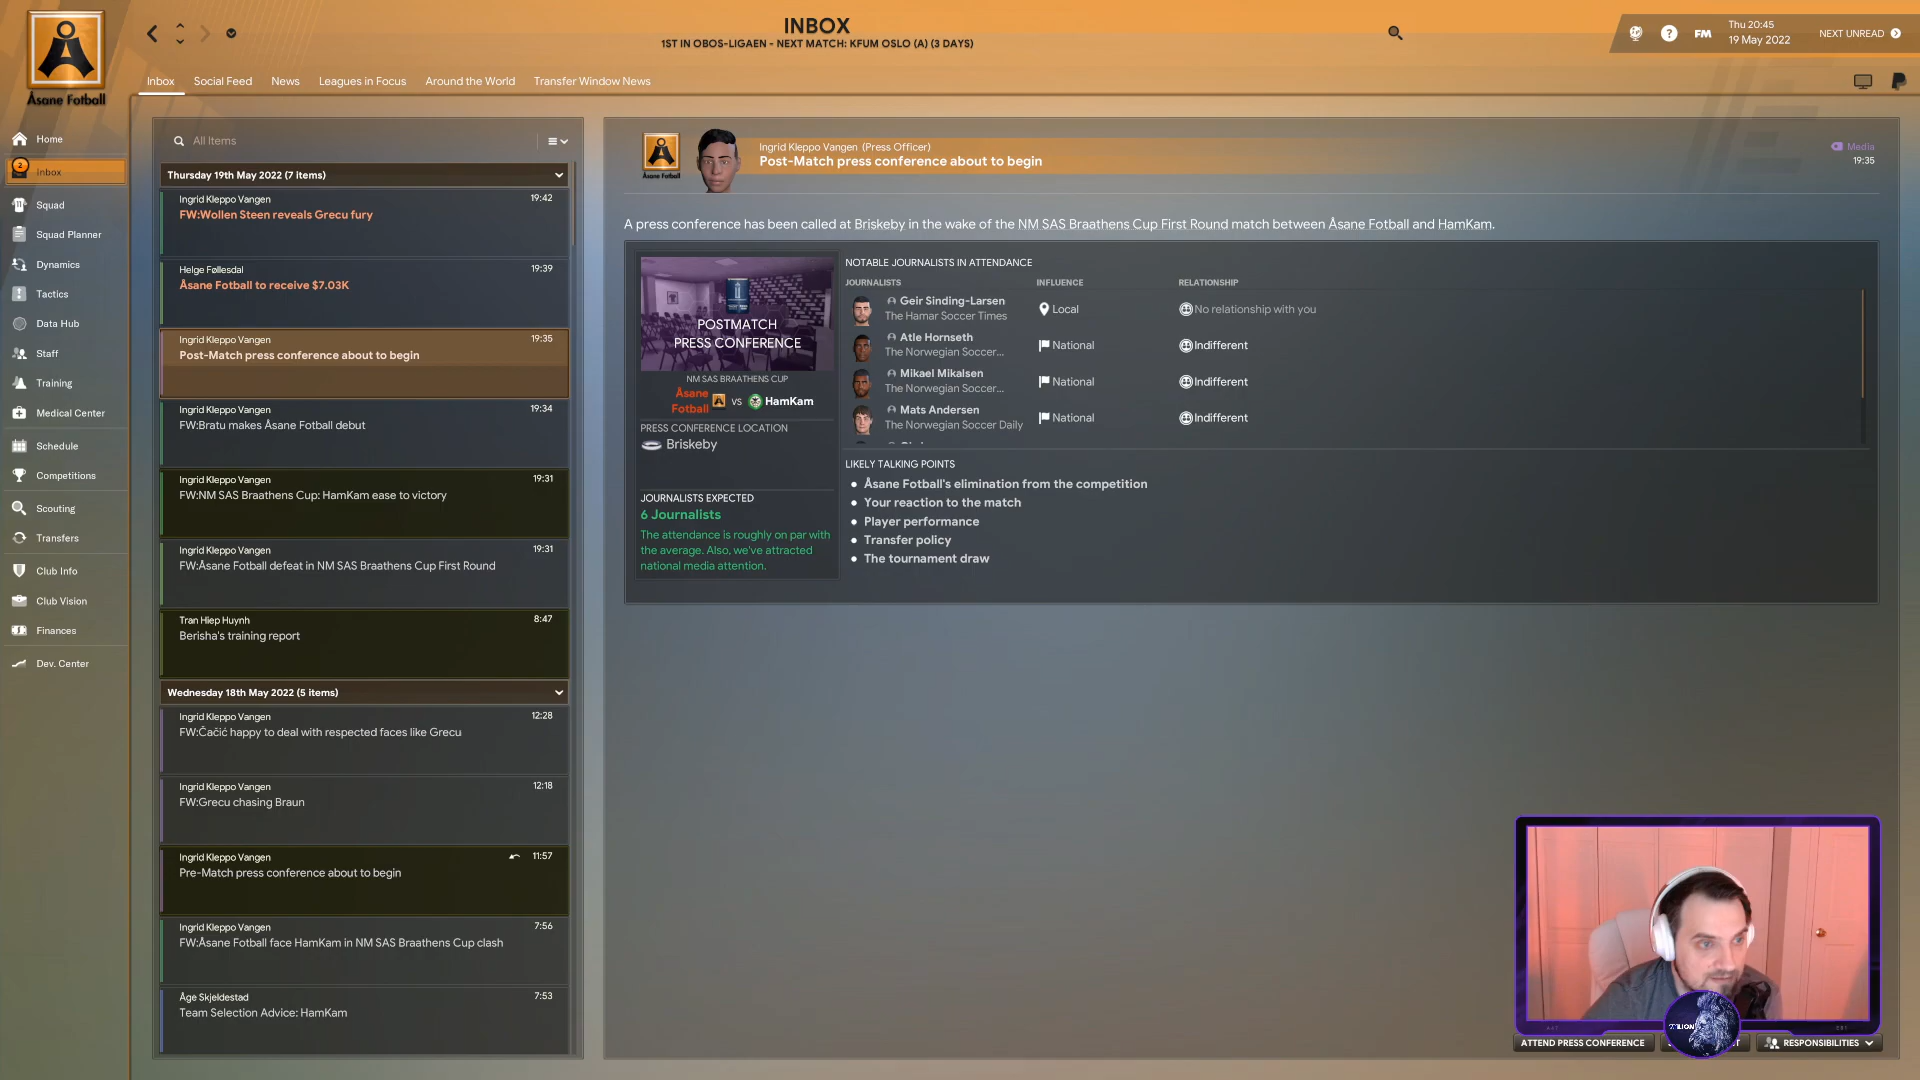 INBOX
1ST IN OBOS-LIGAEN - NEXT MATCH: KFUM OSLO (A) (3 DAYS)
FM
Thu 20:45
19 May 2022
NEXT UNREAD
Åsane Fotball
Inbox
Social Feed
News
Leagues in Focus
Around the World
Transfer Window News
Home
2
Inbox
Squad
Squad Planner
Dynamics
Tactics
Data Hub
Staff
Training
Medical Center
Schedule
Competitions
Scouting
Transfers
Club Info
Club Vision
Finances
Dev. Center
All Items
Thursday 19th May 2022 (7 items)
Ingrid Kleppo Vangen 19:42
FW:Wollen Steen reveals Grecu fury
Helge Føllesdal 19:39
Åsane Fotball to receive $7.03K
Ingrid Kleppo Vangen 19:35
Post-Match press conference about to begin
Ingrid Kleppo Vangen 19:34
FW:Bratu makes Åsane Fotball debut
Ingrid Kleppo Vangen 19:31
FW:NM SAS Braathens Cup: HamKam ease to victory
Ingrid Kleppo Vangen 19:31
FW:Åsane Fotball defeat in NM SAS Braathens Cup First Round
Tran Hiep Huynh 8:47
Berisha's training report
Wednesday 18th May 2022 (5 items)
Ingrid Kleppo Vangen 12:28
FW:Čačić happy to deal with respected faces like Grecu
Ingrid Kleppo Vangen 12:18
FW:Grecu chasing Braun
Ingrid Kleppo Vangen 11:57
Pre-Match press conference about to begin
Ingrid Kleppo Vangen 7:56
FW:Åsane Fotball face HamKam in NM SAS Braathens Cup clash
Åge Skjeldestad 7:53
Team Selection Advice: HamKam
Åsane Fotball
Ingrid Kleppo Vangen (Press Officer)
Post-Match press conference about to begin
Media
19:35
A press conference has been called at Briskeby in the wake of the NM SAS Braathens Cup First Round match between Åsane Fotball and HamKam.
POSTMATCH
PRESS CONFERENCE
NM SAS BRAATHENS CUP
Åsane
Fotball vs HamKam
PRESS CONFERENCE LOCATION
Briskeby
JOURNALISTS EXPECTED
6 Journalists
The attendance is roughly on par with
the average. Also, we've attracted
national media attention.
NOTABLE JOURNALISTS IN ATTENDANCE
JOURNALISTS INFLUENCE RELATIONSHIP
Geir Sinding-Larsen
The Hamar Soccer Times
Local
No relationship with you
Atle Hornseth
The Norwegian Soccer...
National
Indifferent
Mikael Mikalsen
The Norwegian Soccer...
National
Indifferent
Mats Andersen
The Norwegian Soccer Daily
National
Indifferent
LIKELY TALKING POINTS
Åsane Fotball's elimination from the competition
Your reaction to the match
Player performance
Transfer policy
The tournament draw
ATTEND PRESS CONFERENCE
RESPONSIBILITIES